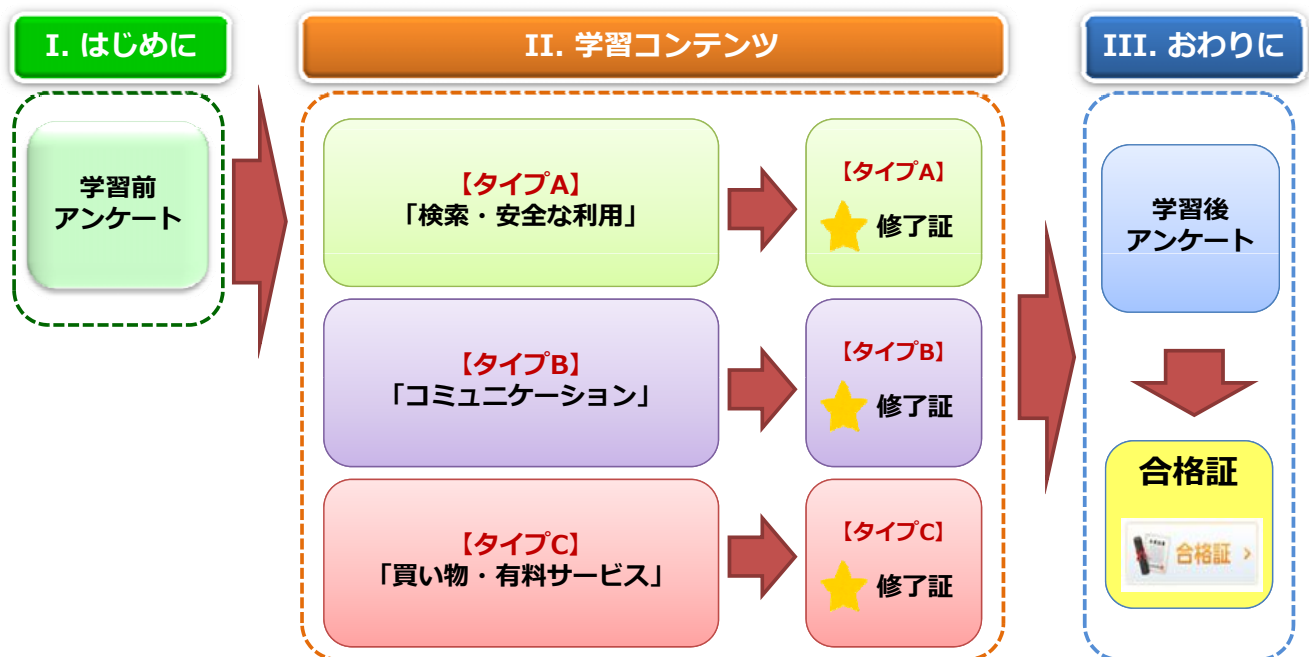 I. はじめに
学習前
アンケート
II. 学習コンテンツ
【タイプA】
「検索・安全な利用」
【タイプA】
修了証
【タイプB】
「コミュニケーション」
【タイプB】
修了証
【タイプC】
「買い物・有料サービス」
【タイプC】
修了証
III. おわりに
学習後
アンケート
合格証
合格証 ›